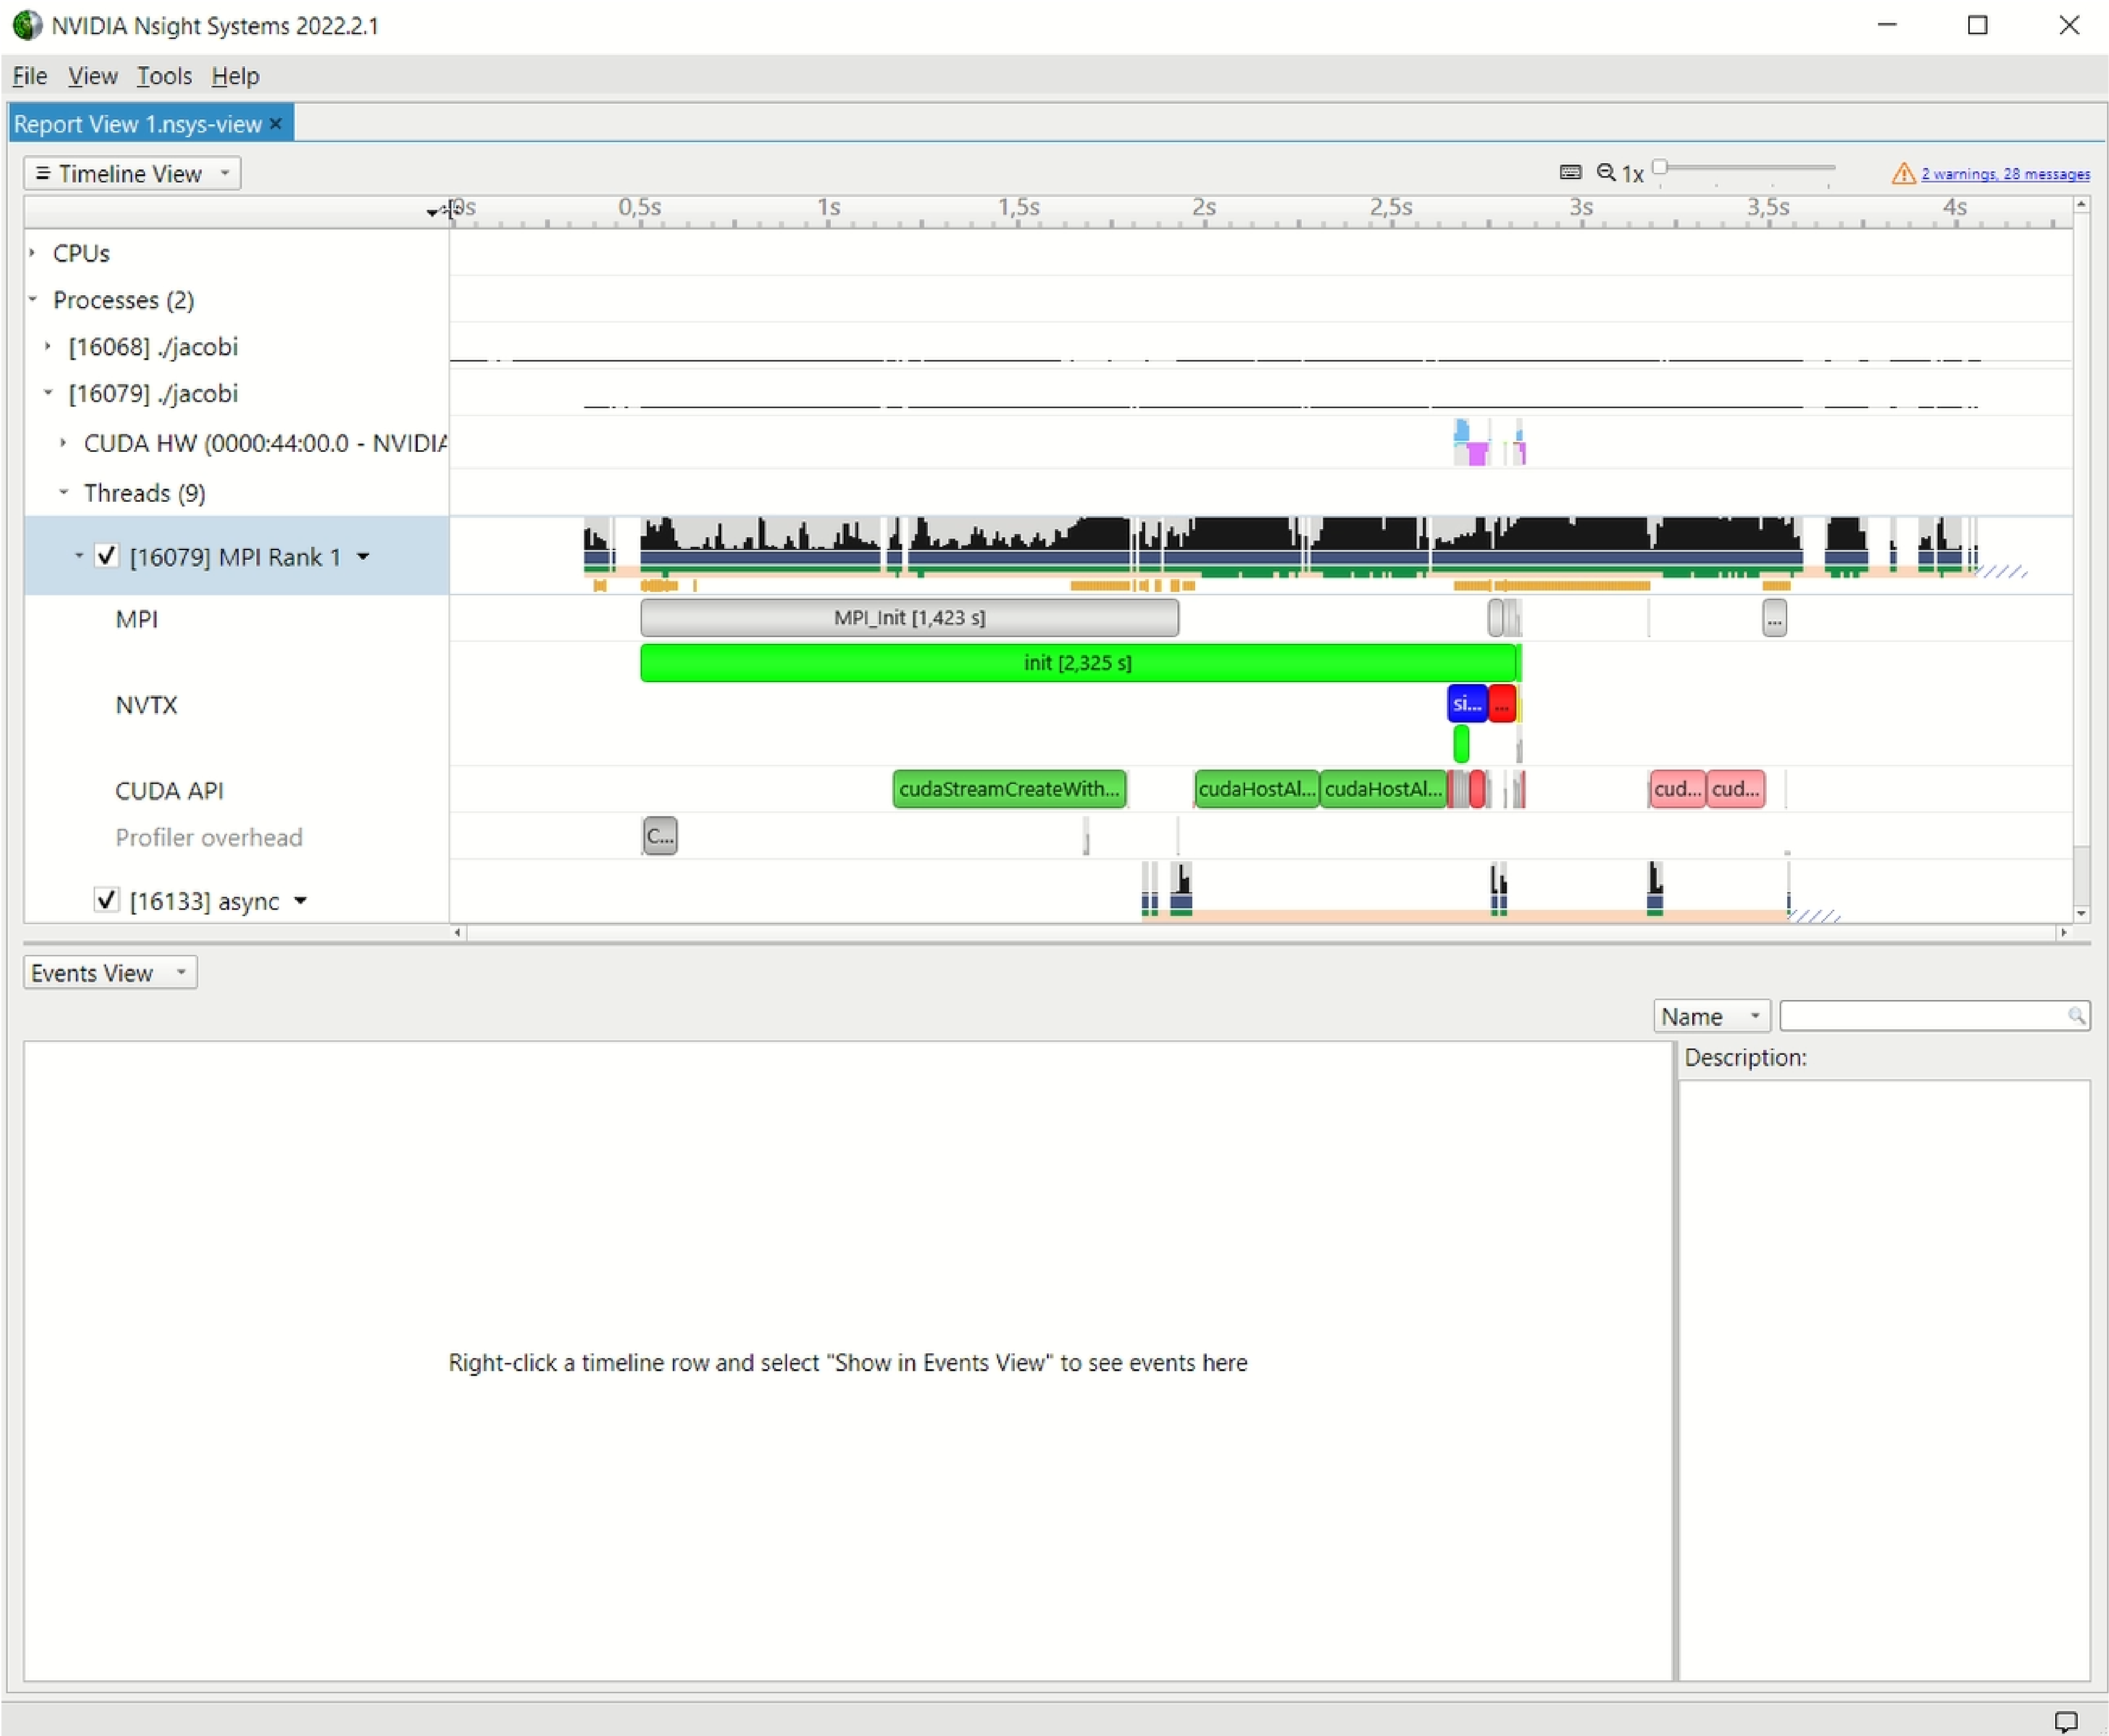 NVIDIA Nsight Systems 2022.2.1
File View Tools Help
Report View 1.nsys-view
Timeline View
1x
2 warnings, 28 messages
0s 0,5s 1s 1,5s 2s 2,5s 3s 3,5s 4s
CPUs
Processes (2)
[16068] ./jacobi
[16079] ./jacobi
CUDA HW (0000:44:00.0 - NVIDIA
Threads (9)
[16079] MPI Rank 1
MPI
MPI_Init [1,423 s]
...
init [2,325 s]
NVTX
si... ...
CUDA API
cudaStreamCreateWith... cudaHostAl... cudaHostAl... cud... cud...
Profiler overhead
C...
[16133] async
Events View
Name
Description:
Right-click a timeline row and select "Show in Events View" to see events here